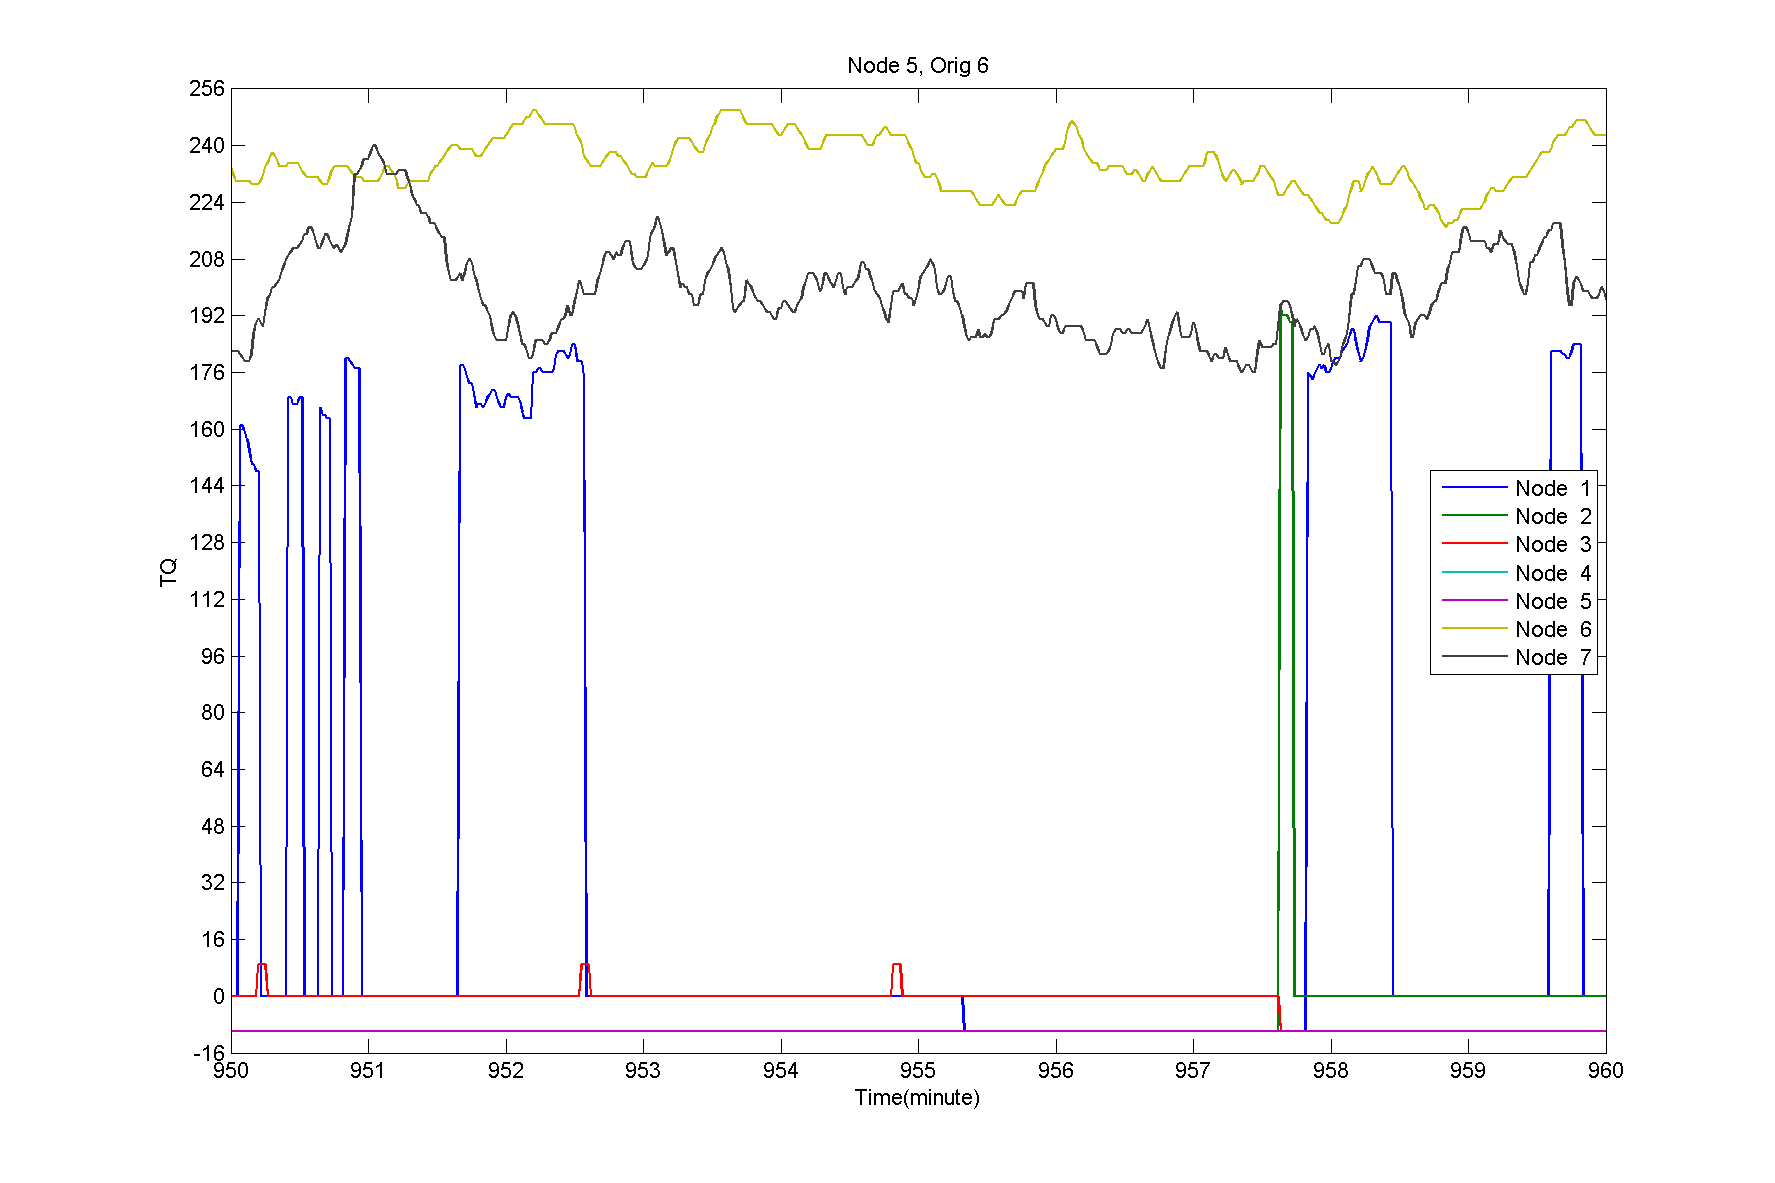 Node 5, Orig 6
256
240
224
208
192
176
160
144
128
112
96
80
64
48
32
16
0
-16
TQ
Node 1
Node 2
Node 3
Node 4
Node 5
Node 6
Node 7
950 951 952 953 954 955 956 957 958 959 960
Time(minute)